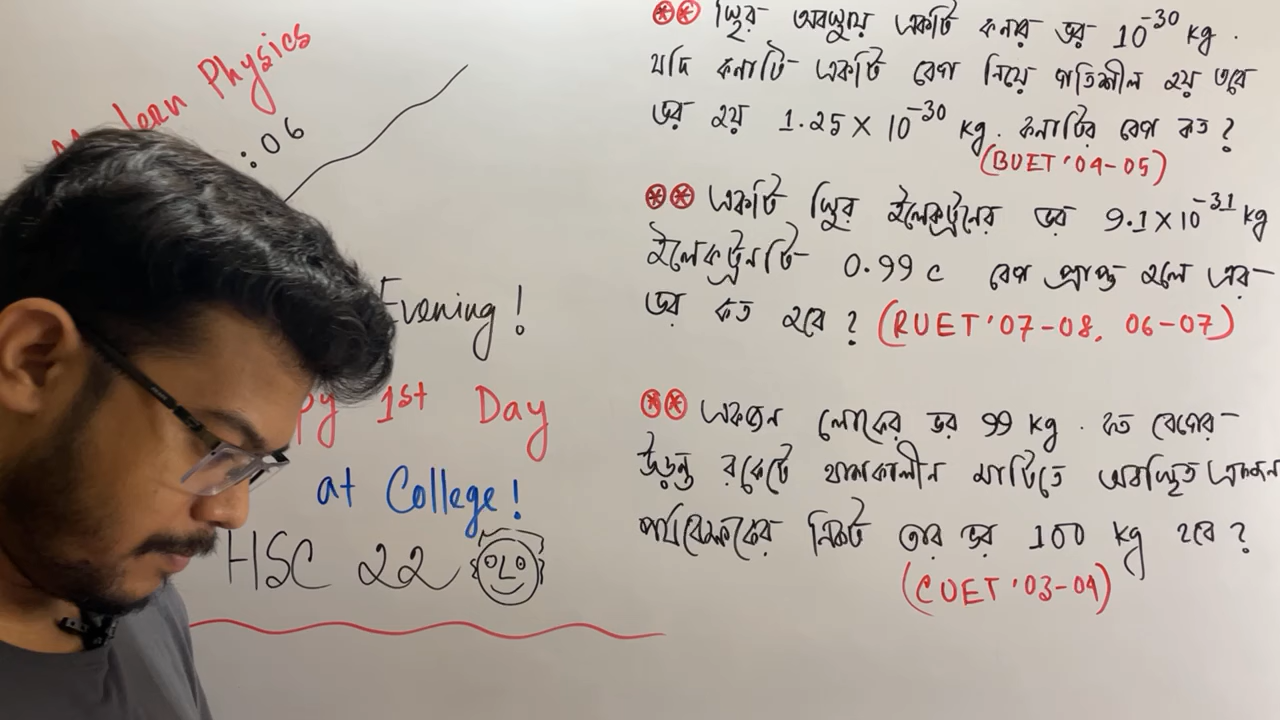 Modern Physics
:06
Evening!
1st Day
at College!
HSC 22
স্থির অবস্থায় একটি কনার ভর 10⁻³⁰ kg.
যদি কনাটি একটি বেগ নিয়ে গতিশীল হয় তবে
ভর হয় 1.25 × 10⁻³⁰ kg. কনাটির বেগ কত?
(BUET '04-05)
একটি স্থির ইলেকট্রনের ভর 9.1×10⁻³¹ kg
ইলেকট্রনটি 0.99 c বেগ প্রাপ্ত হলে এর
ভর কত হবে? (RUET '07-08, 06-07)
একজন লোকের ভর 99 kg. কত বেগের
উড়ন্ত রকেটে থাকাকালীন মাটিতে অবস্থিত একজন
পর্যবেক্ষকের নিকট তার ভর 100 kg হবে?
(CUET '03-04)